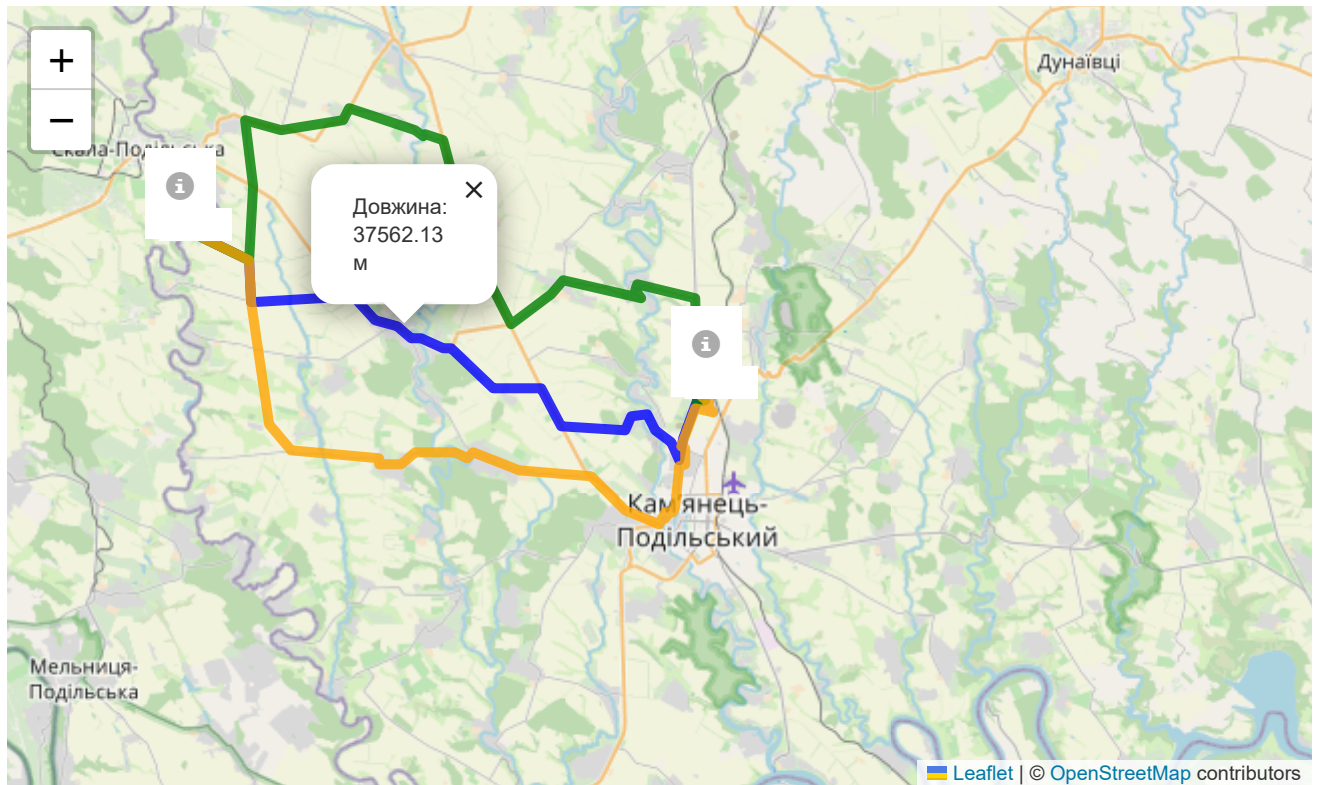 +
−
Дунаївці
Скала-Подільська
×
Довжина:
37562.13
м
Кам'янець-
Подільський
Мельниця-
Подільська
Leaflet | © OpenStreetMap contributors